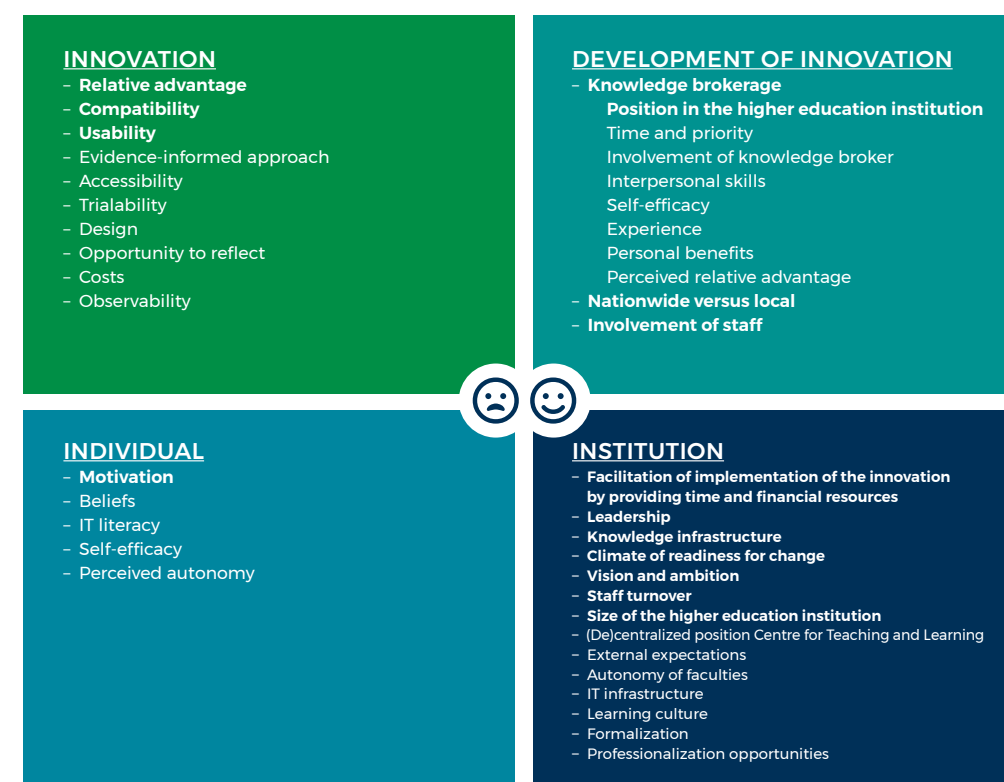 INNOVATION
– Relative advantage
– Compatibility
– Usability
– Evidence-informed approach
– Accessibility
– Trialability
– Design
– Opportunity to reflect
– Costs
– Observability
DEVELOPMENT OF INNOVATION
– Knowledge brokerage
Position in the higher education institution
Time and priority
Involvement of knowledge broker
Interpersonal skills
Self-efficacy
Experience
Personal benefits
Perceived relative advantage
– Nationwide versus local
– Involvement of staff
INDIVIDUAL
– Motivation
– Beliefs
– IT literacy
– Self-efficacy
– Perceived autonomy
INSTITUTION
– Facilitation of implementation of the innovation
by providing time and financial resources
– Leadership
– Knowledge infrastructure
– Climate of readiness for change
– Vision and ambition
– Staff turnover
– Size of the higher education institution
– (De)centralized position Centre for Teaching and Learning
– External expectations
– Autonomy of faculties
– IT infrastructure
– Learning culture
– Formalization
– Professionalization opportunities